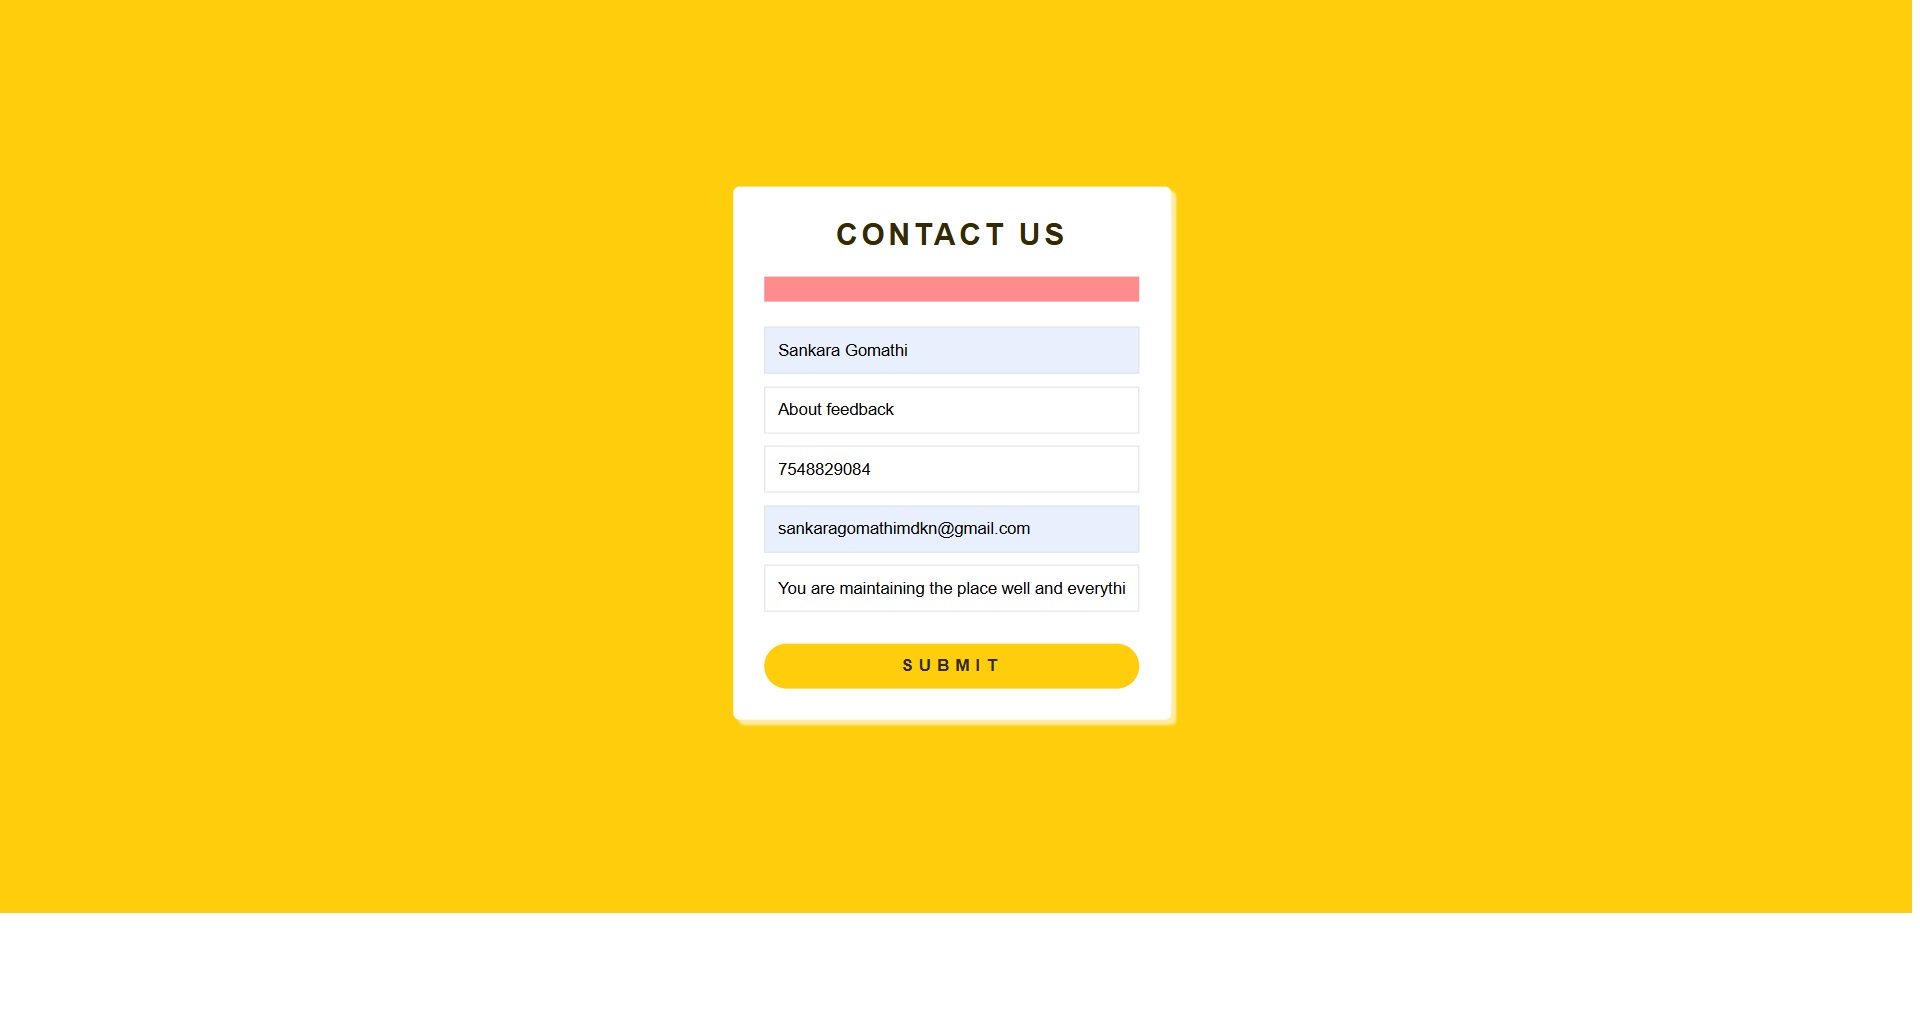 CONTACT US
Sankara Gomathi
About feedback
7548829084
sankaragomathimdkn@gmail.com
You are maintaining the place well and everythi
SUBMIT